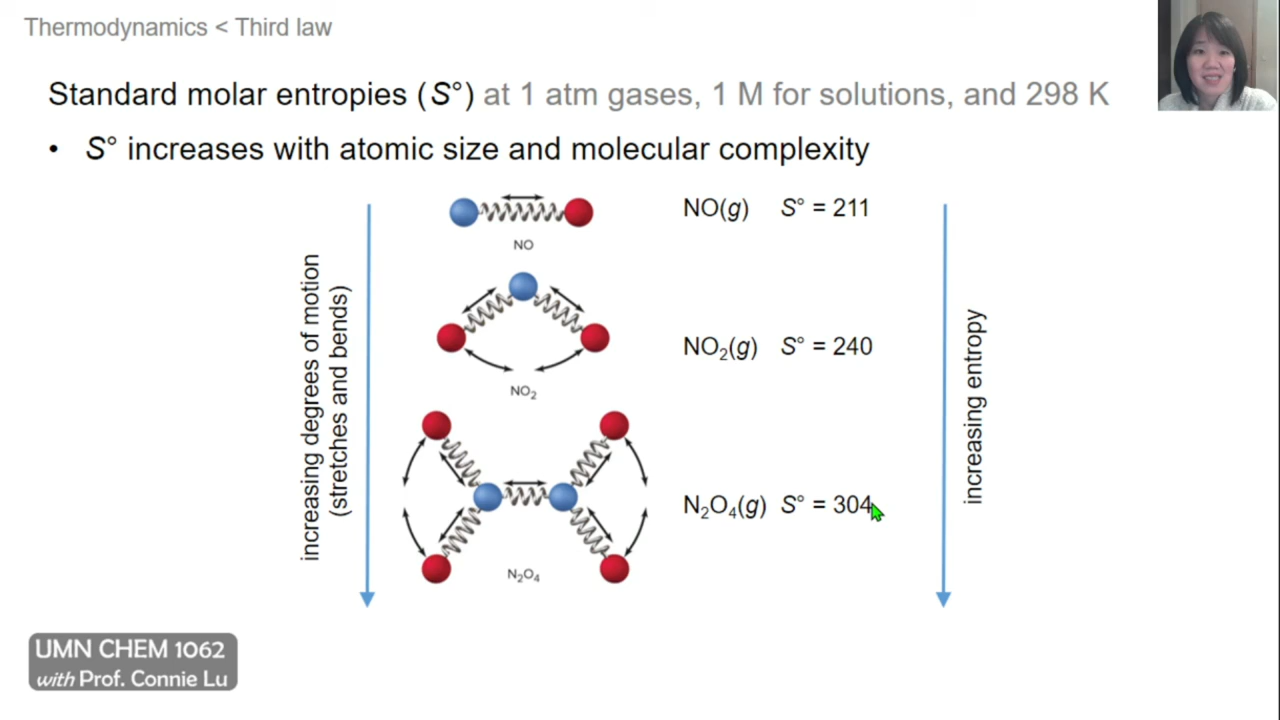 Thermodynamics < Third law
Standard molar entropies (S°) at 1 atm gases, 1 M for solutions, and 298 K
• S° increases with atomic size and molecular complexity
increasing degrees of motion
(stretches and bends)
NO
NO(g) S° = 211
NO₂
NO₂(g) S° = 240
N₂O₄
N₂O₄(g) S° = 304
increasing entropy
UMN CHEM 1062
with Prof. Connie Lu